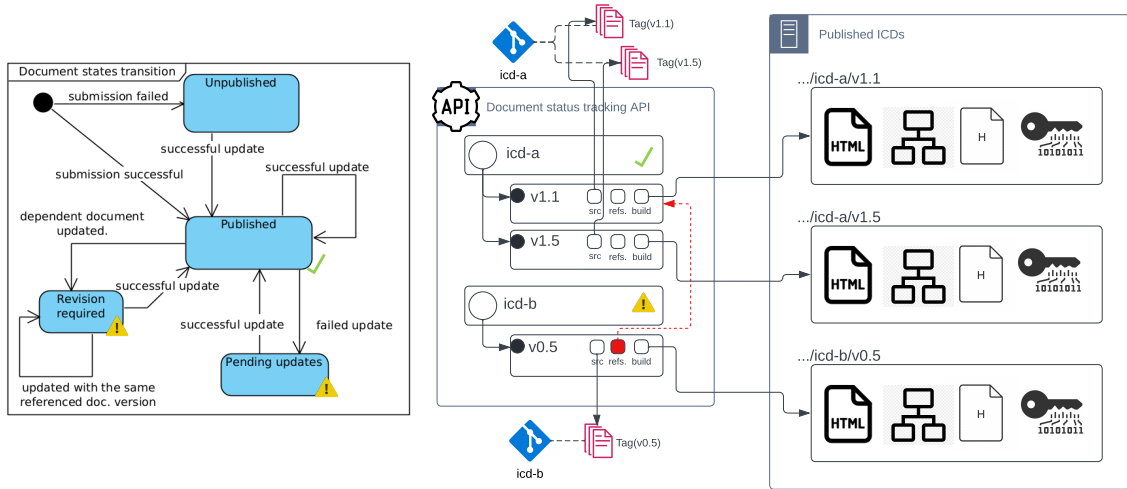 Document states transition
Unpublished
submission failed
successful update
submission successful
successful update
dependent document
updated.
Published
successful update
Revision
required
successful update
failed update
Pending updates
updated with the same
referenced doc. version
icd-a
Tag(v1.1)
Tag(v1.5)
API
Document status tracking API
icd-a
v1.1
src
refs.
build
v1.5
src
refs.
build
icd-b
v0.5
src
refs.
build
icd-b
Tag(v0.5)
Published ICDs
.../icd-a/v1.1
HTML
H
10101011
.../icd-a/v1.5
HTML
H
10101011
.../icd-b/v0.5
HTML
H
10101011